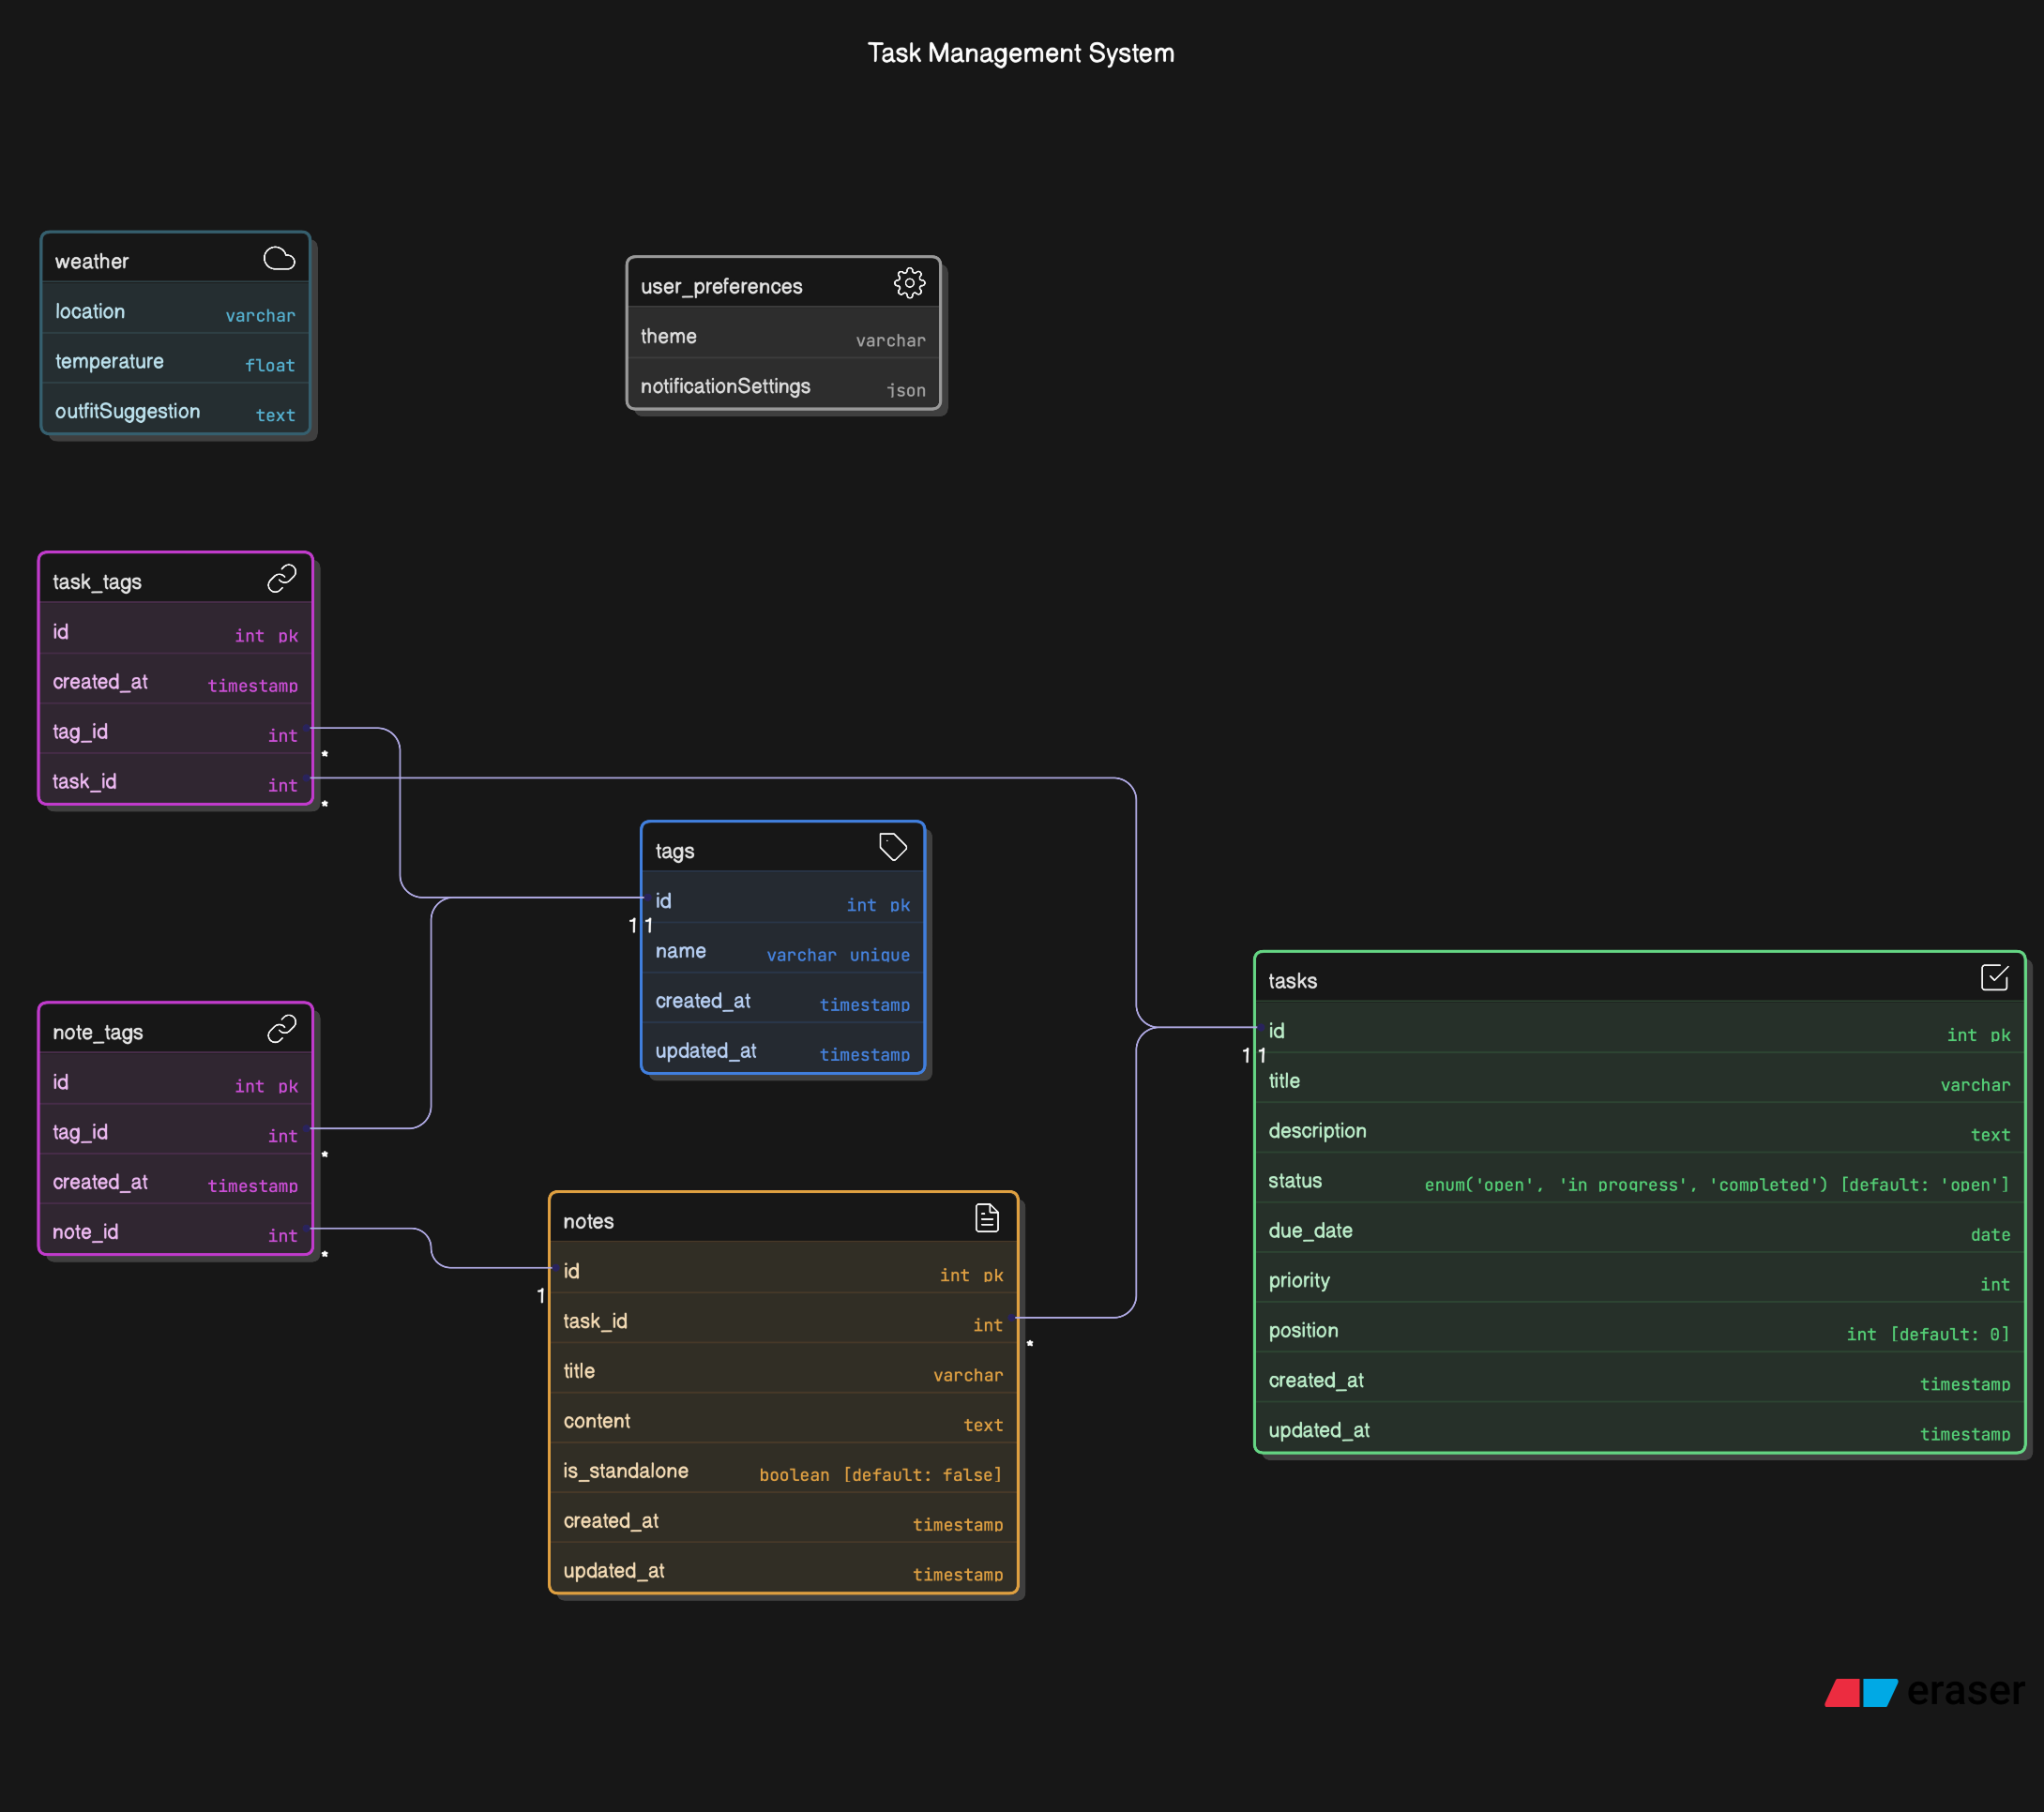 Task Management System
weather
location varchar
temperature float
outfitSuggestion text
user_preferences
theme varchar
notificationSettings json
task_tags
id int pk
created_at timestamp
tag_id int
*
task_id int
*
tags
id int pk
1 1
name varchar unique
created_at timestamp
updated_at timestamp
note_tags
id int pk
tag_id int
*
created_at timestamp
note_id int
*
notes
id int pk
1
task_id int
*
title varchar
content text
is_standalone boolean [default: false]
created_at timestamp
updated_at timestamp
tasks
id int pk
1 1
title varchar
description text
status enum('open', 'in progress', 'completed') [default: 'open']
due_date date
priority int
position int [default: 0]
created_at timestamp
updated_at timestamp
eraser